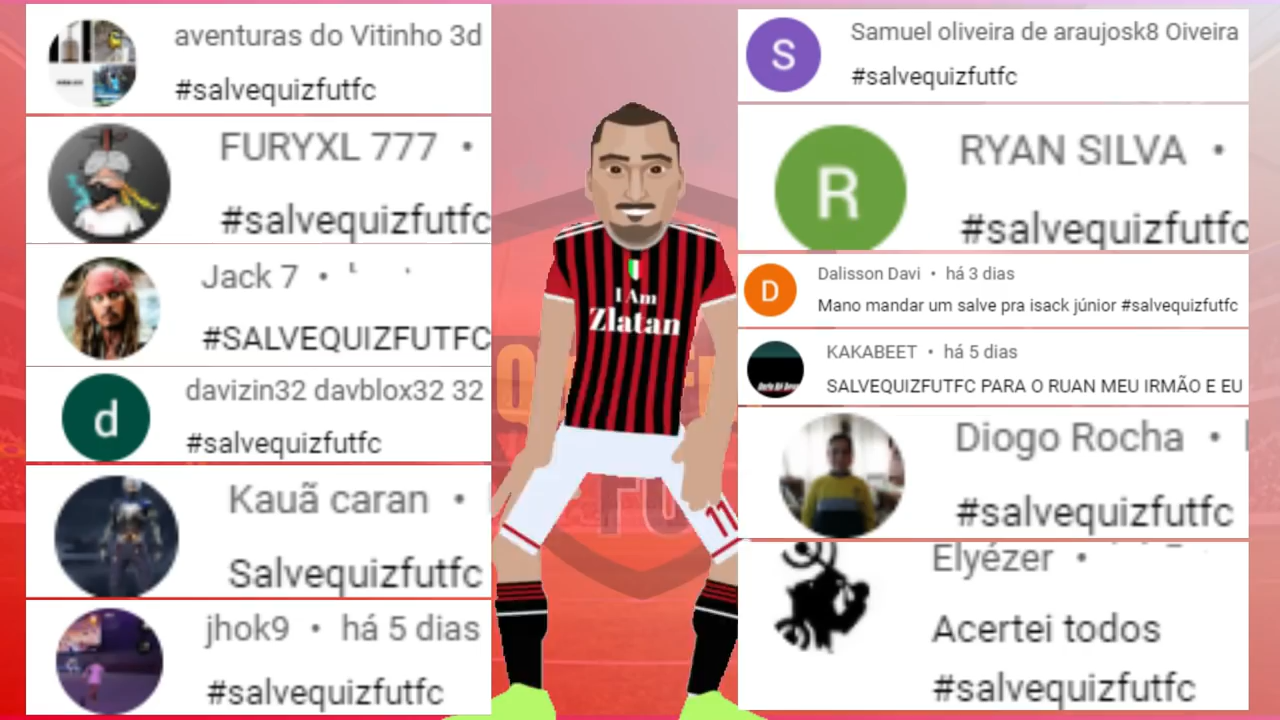 aventuras do Vitinho 3d
#salvequizfutfc
FURYXL 777 •
#salvequizfutfc
Jack 7 •
#SALVEQUIZFUTFC
d
davizin32 davblox32 32
#salvequizfutfc
Kauã caran •
Salvequizfutfc
jhok9 • há 5 dias
#salvequizfutfc
I Am
Zlatan
11
S
Samuel oliveira de araujosk8 Oiveira
#salvequizfutfc
R
RYAN SILVA •
#salvequizfutfc
D
Dalisson Davi • há 3 dias
Mano mandar um salve pra isack júnior #salvequizfutfc
KAKABEET • há 5 dias
SALVEQUIZFUTFC PARA O RUAN MEU IRMÃO E EU
Diogo Rocha •
#salvequizfutfc
Elyézer •
Acertei todos
#salvequizfutfc